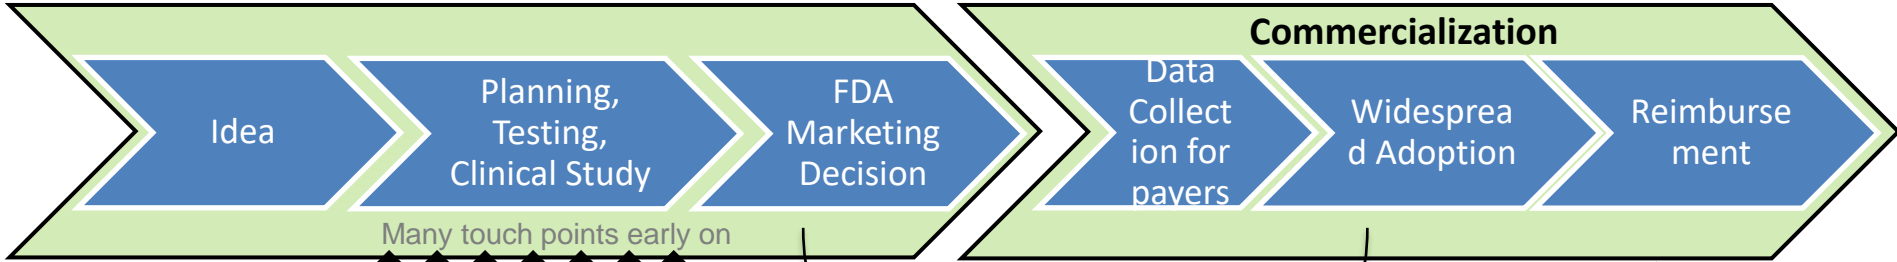 Commercialization
Idea
Planning,
Testing,
Clinical Study
FDA
Marketing
Decision
Data
Collect
ion for
payers
Widesprea
d Adoption
Reimburse
ment
Many touch points early on